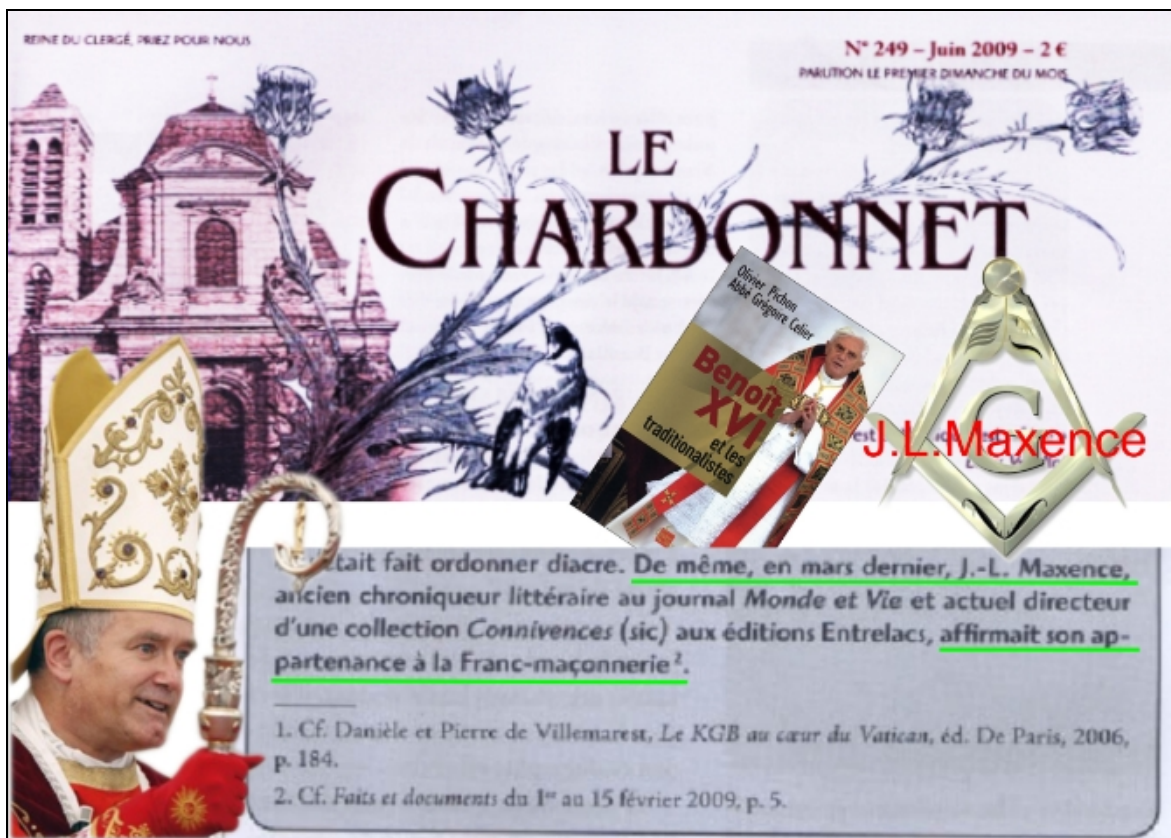 REINE DU CLERGÉ, PRIEZ POUR NOUS
N° 249 – Juin 2009 – 2 €
PARUTION LE PREMIER DIMANCHE DU MOIS
LE
CHARDONNET
Olivier Pichon
Abbé Grégoire Celier
Benoît
XVI
et les
traditionalistes
G
J.L.Maxence
était fait ordonner diacre. De même, en mars dernier, J.-L. Maxence,
ancien chroniqueur littéraire au journal Monde et Vie et actuel directeur
d'une collection Connivences (sic) aux éditions Entrelacs, affirmait son ap-
partenance à la Franc-maçonnerie².
1. Cf. Danièle et Pierre de Villemarest, Le KGB au cœur du Vatican, éd. De Paris, 2006,
p. 184.
2. Cf. Faits et documents du 1er au 15 février 2009, p. 5.